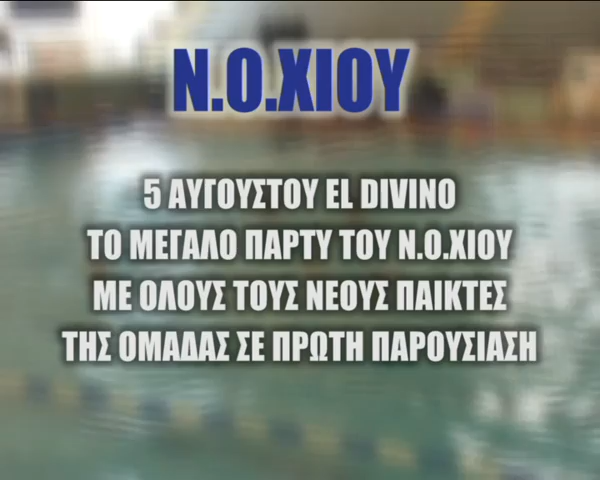 Ν.Ο.ΧΙΟΥ
5 ΑΥΓΟΥΣΤΟΥ EL DIVINO
ΤΟ ΜΕΓΑΛΟ ΠΑΡΤΥ ΤΟΥ Ν.Ο.ΧΙΟΥ
ΜΕ ΟΛΟΥΣ ΤΟΥΣ ΝΕΟΥΣ ΠΑΙΚΤΕΣ
ΤΗΣ ΟΜΑΔΑΣ ΣΕ ΠΡΩΤΗ ΠΑΡΟΥΣΙΑΣΗ